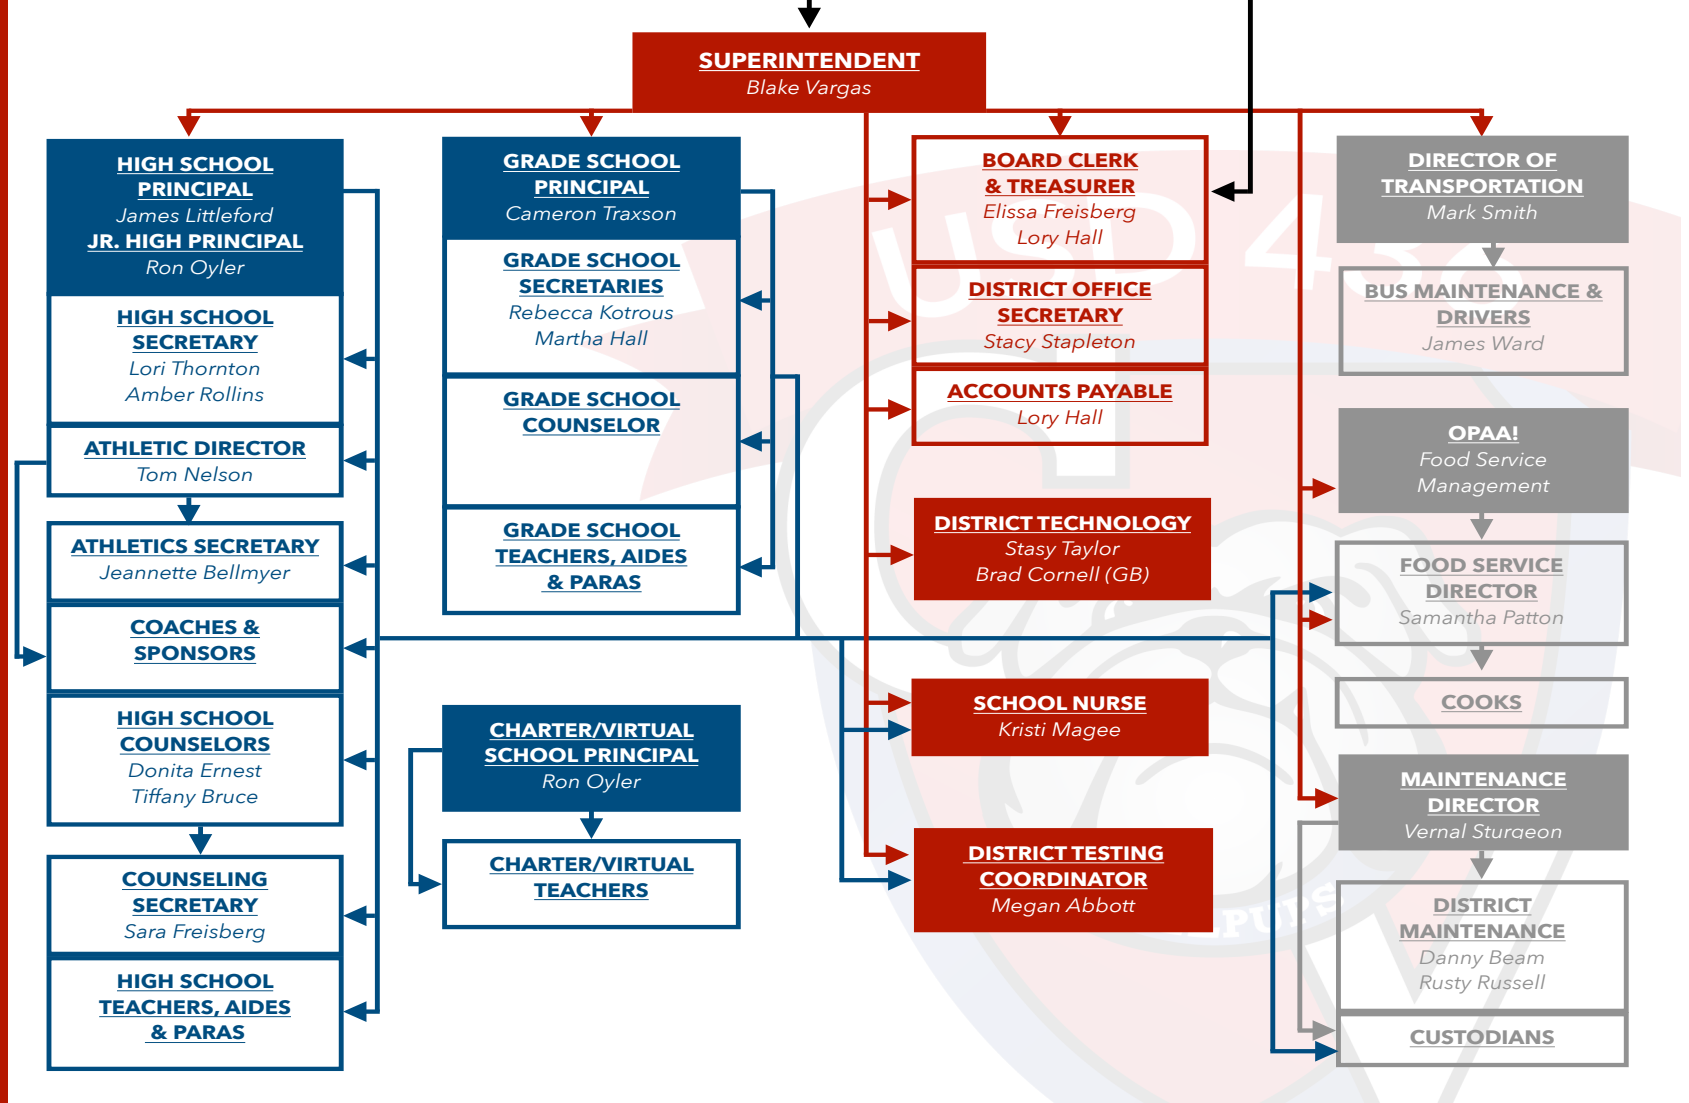 SUPERINTENDENT
Blake Vargas
HIGH SCHOOL
PRINCIPAL
James Littleford
JR. HIGH PRINCIPAL
Ron Oyler
HIGH SCHOOL
SECRETARY
Lori Thornton
Amber Rollins
ATHLETIC DIRECTOR
Tom Nelson
ATHLETICS SECRETARY
Jeannette Bellmyer
COACHES &
SPONSORS
HIGH SCHOOL
COUNSELORS
Donita Ernest
Tiffany Bruce
COUNSELING
SECRETARY
Sara Freisberg
HIGH SCHOOL
TEACHERS, AIDES
& PARAS
GRADE SCHOOL
PRINCIPAL
Cameron Traxson
GRADE SCHOOL
SECRETARIES
Rebecca Kotrous
Martha Hall
GRADE SCHOOL
COUNSELOR
GRADE SCHOOL
TEACHERS, AIDES
& PARAS
CHARTER/VIRTUAL
SCHOOL PRINCIPAL
Ron Oyler
CHARTER/VIRTUAL
TEACHERS
BOARD CLERK
& TREASURER
Elissa Freisberg
Lory Hall
DISTRICT OFFICE
SECRETARY
Stacy Stapleton
ACCOUNTS PAYABLE
Lory Hall
DISTRICT TECHNOLOGY
Stasy Taylor
Brad Cornell (GB)
SCHOOL NURSE
Kristi Magee
DISTRICT TESTING
COORDINATOR
Megan Abbott
DIRECTOR OF
TRANSPORTATION
Mark Smith
BUS MAINTENANCE &
DRIVERS
James Ward
OPAA!
Food Service
Management
FOOD SERVICE
DIRECTOR
Samantha Patton
COOKS
MAINTENANCE
DIRECTOR
Vernal Sturgeon
DISTRICT
MAINTENANCE
Danny Beam
Rusty Russell
CUSTODIANS
USD 436